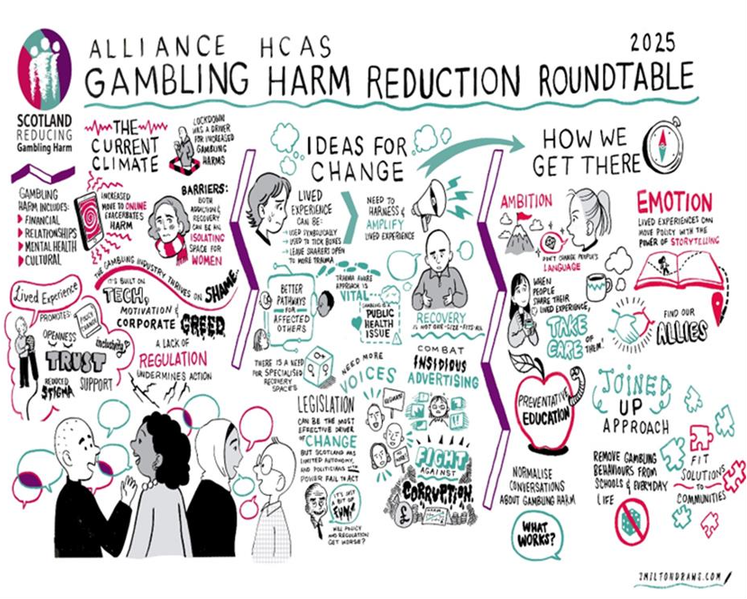 ALLIANCE HCAS
2025
GAMBLING HARM REDUCTION ROUNDTABLE
SCOTLAND
REDUCING
Gambling Harm
THE
CURRENT
CLIMATE
LOCKDOWN
WAS A DRIVER
FOR INCREASED
GAMBLING
HARMS
GAMBLING
HARM INCLUDES:
FINANCIAL
RELATIONSHIPS
MENTAL HEALTH
CULTURAL
INCREASED
MOVE TO ONLINE
EXACERBATES
HARM
BARRIERS:
BOTH
ADDICTION &
RECOVERY
CAN BE AN
ISOLATING
SPACE FOR
WOMEN
THE GAMBLING INDUSTRY THRIVES ON SHAME.
IT'S BUILT ON
TECH,
MOTIVATION &
CORPORATE GREED
Lived Experience
PROMOTES:
OPENNESS
POLICY
CHANGE
inclusivity
TRUST
REDUCED
STIGMA
SUPPORT
A LACK OF
REGULATION
UNDERMINES ACTION
IDEAS FOR
CHANGE
LIVED
EXPERIENCE
CAN BE:
USED SYMBOLICALLY
USED TO TICK BOXES
LEAVE SHARERS OPEN
TO MORE TRAUMA
NEED TO
HARNESS &
AMPLIFY
LIVED EXPERIENCE
BETTER
PATHWAYS
FOR
AFFECTED
OTHERS
TRAUMA AWARE
APPROACH IS
VITAL
GAMBLING IS A
PUBLIC
HEALTH
ISSUE
RECOVERY
IS NOT ONE-SIZE-FITS ALL
THERE IS A NEED
FOR SPECIALISED
RECOVERY
SPACES
NEED MORE
VOICES
COMBAT
INSIDIOUS
ADVERTISING
LEGISLATION
CAN BE THE MOST
EFFECTIVE DRIVER
OF CHANGE
BUT SCOTLAND HAS
LIMITED AUTONOMY,
AND POLITICIANS IN
POWER FAIL TO ACT
IT'S JUST
A BIT OF
FUN!
WILL POLICY
AND REGULATION
GET WORSE?
FIGHT
AGAINST
CORRUPTION.
£
HOW WE
GET THERE
AMBITION
DON'T CHANGE PEOPLE'S
LANGUAGE
EMOTION
LIVED EXPERIENCES CAN
MOVE POLICY WITH THE
POWER OF STORYTELLING
WHEN
PEOPLE
SHARE THEIR
LIVED EXPERIENCE,
TAKE
CARE OF
THEM!
FIND OUR
ALLIES
PREVENTATIVE
EDUCATION
JOINED
UP
APPROACH
NORMALISE
CONVERSATIONS
ABOUT GAMBLING HARM
WHAT
WORKS?
REMOVE GAMBLING
BEHAVIOURS FROM
SCHOOLS & EVERYDAY
LIFE
FIT
SOLUTIONS
TO
COMMUNITIES
JMILTONDRAWS.COM